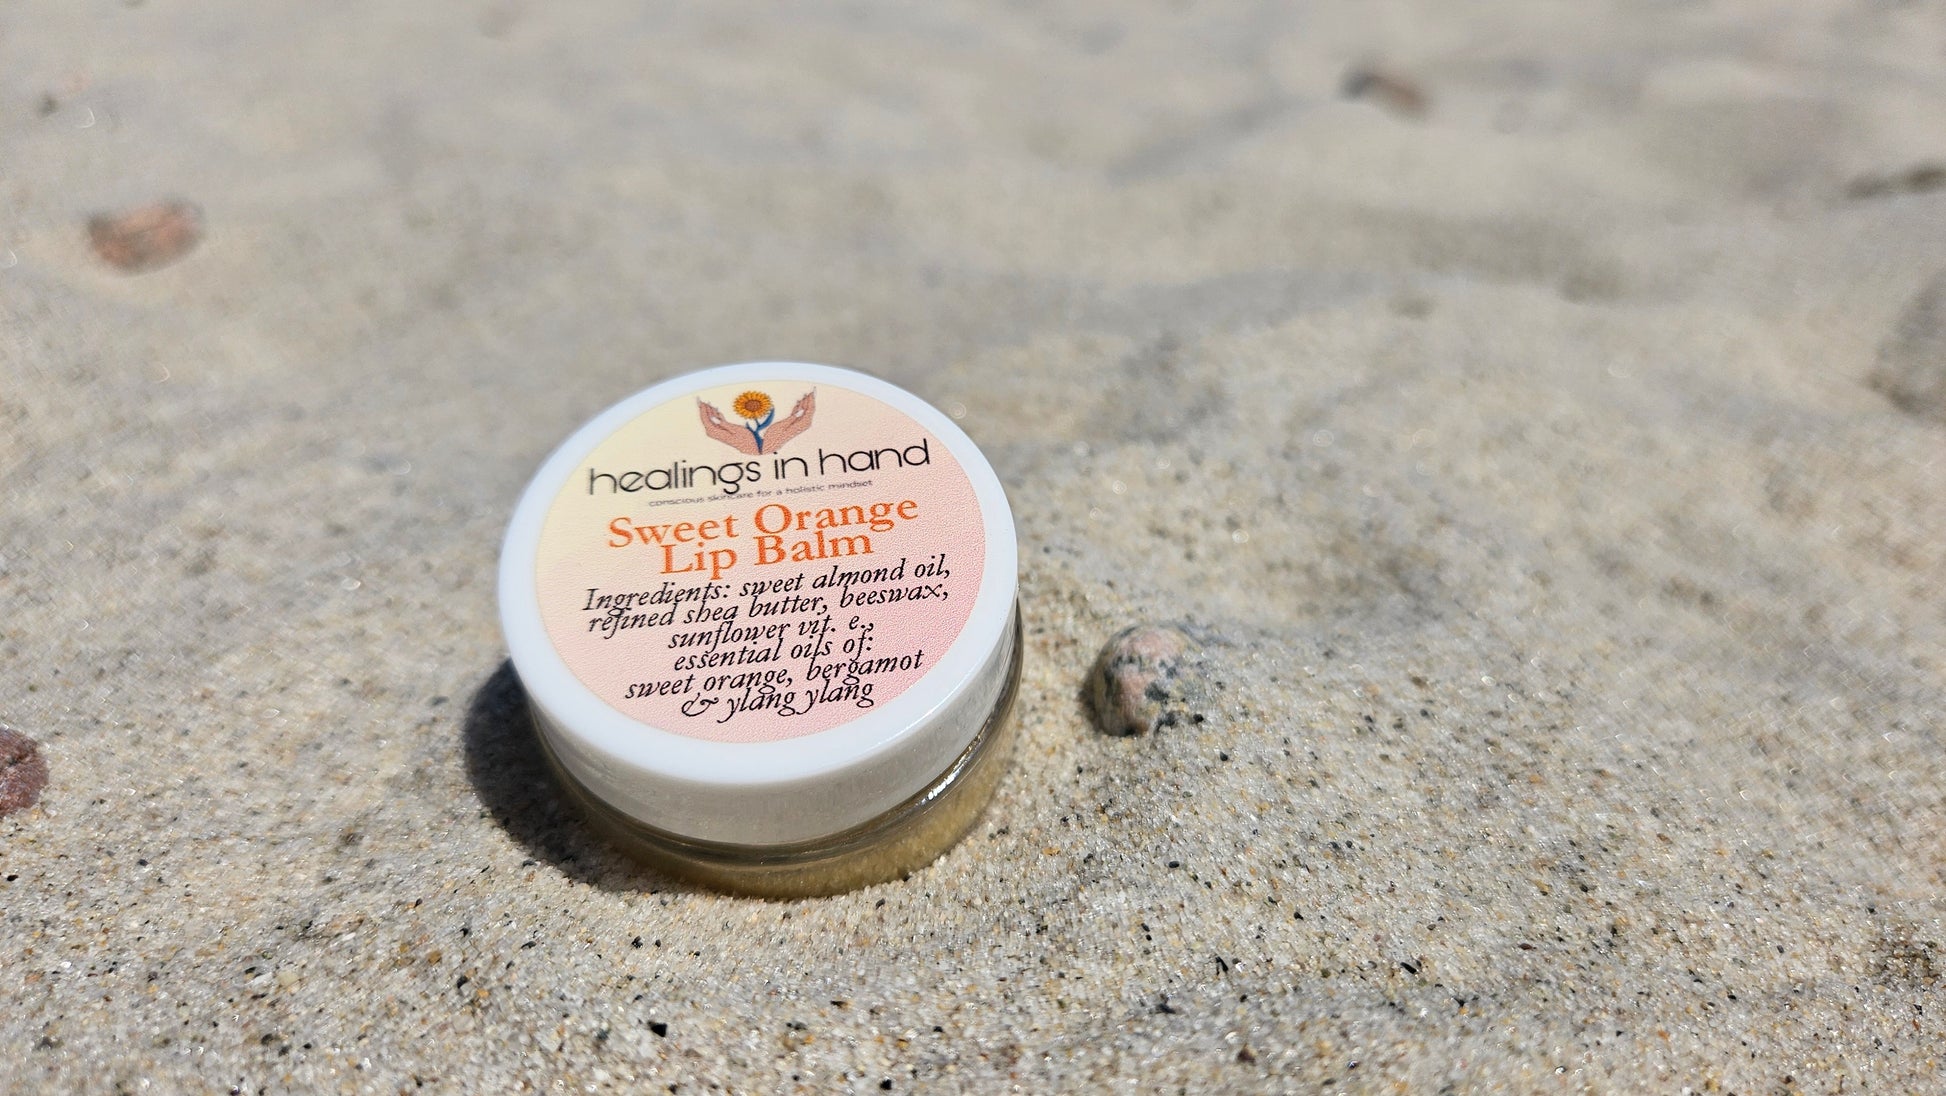 healings in hand
conscious skincare for a holistic mindset
Sweet Orange
Lip Balm
Ingredients: sweet almond oil,
refined shea butter, beeswax,
sunflower vit. e.,
essential oils of:
sweet orange, bergamot
& ylang ylang